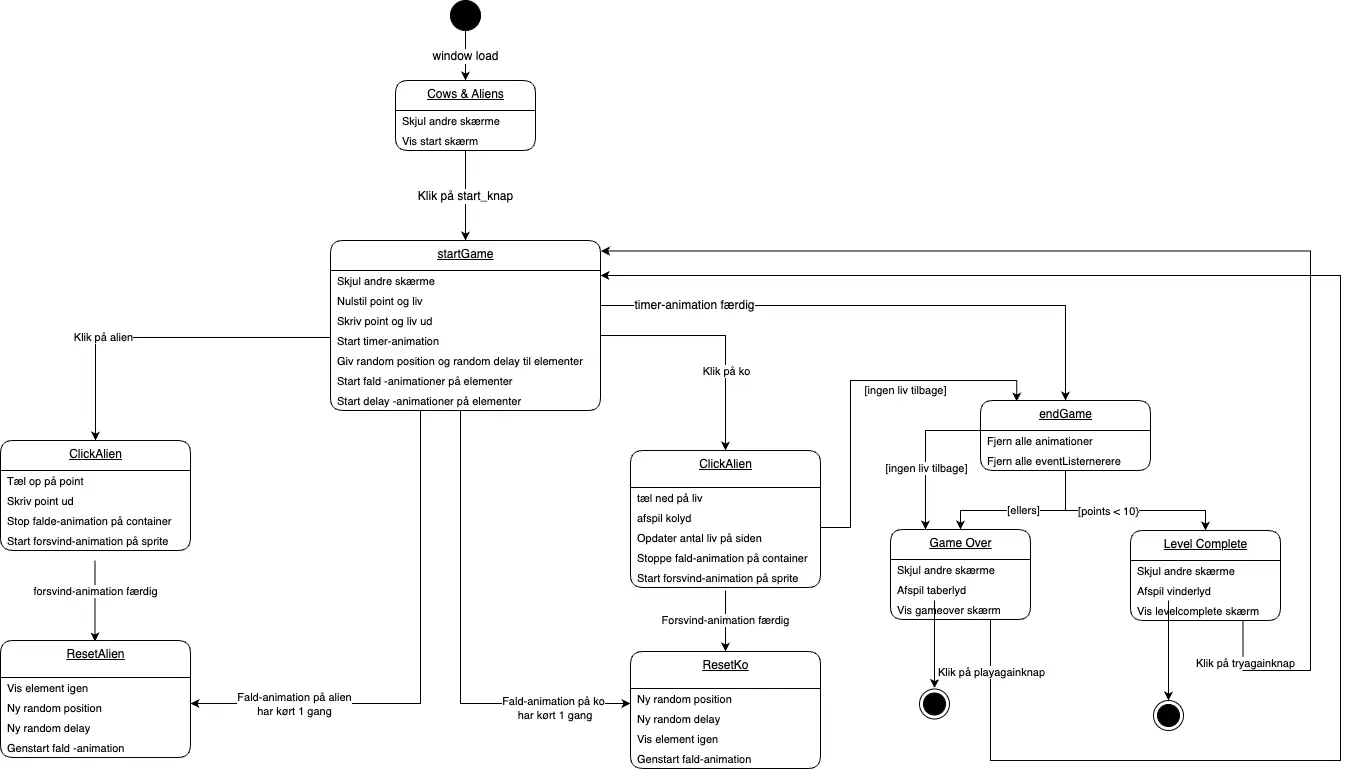 window load
Cows & Aliens
Skjul andre skærme
Vis start skærm
Klik på start_knap
startGame
Skjul andre skærme
Nulstil point og liv
Skriv point og liv ud
Start timer-animation
Giv random position og random delay til elementer
Start fald -animationer på elementer
Start delay -animationer på elementer
timer-animation færdig
Klik på alien
Klik på ko
[ingen liv tilbage]
endGame
Fjern alle animationer
Fjern alle eventListernerere
[ingen liv tilbage]
[ellers]
[points < 10}
ClickAlien
Tæl op på point
Skriv point ud
Stop falde-animation på container
Start forsvind-animation på sprite
ClickAlien
tæl ned på liv
afspil kolyd
Opdater antal liv på siden
Stoppe fald-animation på container
Start forsvind-animation på sprite
Game Over
Skjul andre skærme
Afspil taberlyd
Vis gameover skærm
Level Complete
Skjul andre skærme
Afspil vinderlyd
Vis levelcomplete skærm
forsvind-animation færdig
Forsvind-animation færdig
Klik på playagainknap
Klik på tryagainknap
ResetAlien
Vis element igen
Ny random position
Ny random delay
Genstart fald -animation
Fald-animation på alien
har kørt 1 gang
Fald-animation på ko
har kørt 1 gang
ResetKo
Ny random position
Ny random delay
Vis element igen
Genstart fald-animation